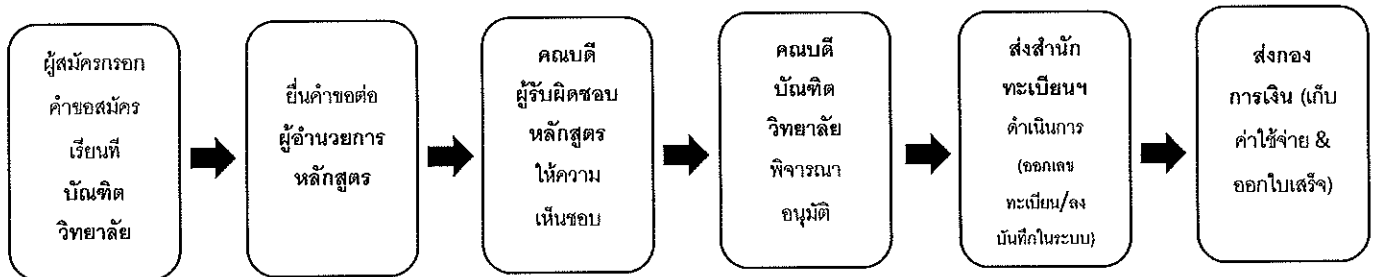 ผู้สมัครกรอก
คำขอสมัคร
เรียนที่
บัณฑิต
วิทยาลัย
ยื่นคำขอต่อ
ผู้อำนวยการ
หลักสูตร
คณบดี
ผู้รับผิดชอบ
หลักสูตร
ให้ความ
เห็นชอบ
คณบดี
บัณฑิต
วิทยาลัย
พิจารณา
อนุมัติ
ส่งสำนัก
ทะเบียนฯ
ดำเนินการ
(ออกเลข
ทะเบียน/ลง
บันทึกในระบบ)
ส่งกอง
การเงิน (เก็บ
ค่าใช้จ่าย &
ออกใบเสร็จ)